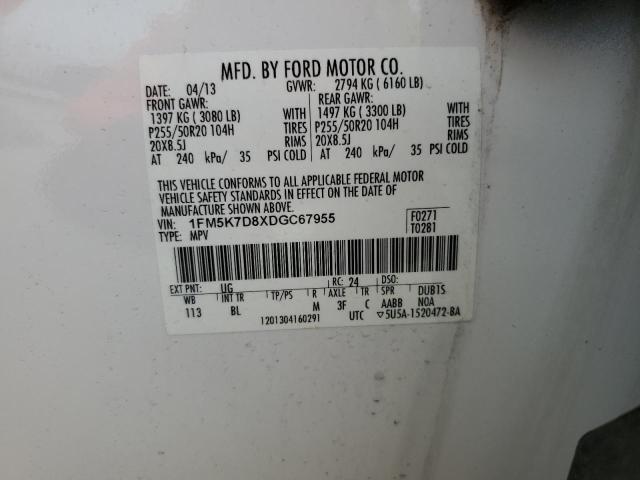 MFD. BY FORD MOTOR CO.
DATE: 04/13 GVWR: 2794 KG ( 6160 LB)
FRONT GAWR: REAR GAWR:
1397 KG ( 3080 LB) WITH 1497 KG ( 3300 LB) WITH
P255/50R20 104H TIRES P255/50R20 104H TIRES
20X8.5J RIMS 20X8.5J RIMS
AT 240 kPa/ 35 PSI COLD AT 240 kPa/ 35 PSI COLD
THIS VEHICLE CONFORMS TO ALL APPLICABLE FEDERAL MOTOR
VEHICLE SAFETY STANDARDS IN EFFECT ON THE DATE OF
MANUFACTURE SHOWN ABOVE.
VIN: 1FM5K7D8XDGC67955 F0271
TYPE: MPV T0281
EXT PNT: UG RC: 24 DSO:
WB INT TR TP/PS R AXLE TR SPR DUB1S
113 BL M 3F C AABB NOA
1201304160291 UTC ▽5U5A-1520472-BA